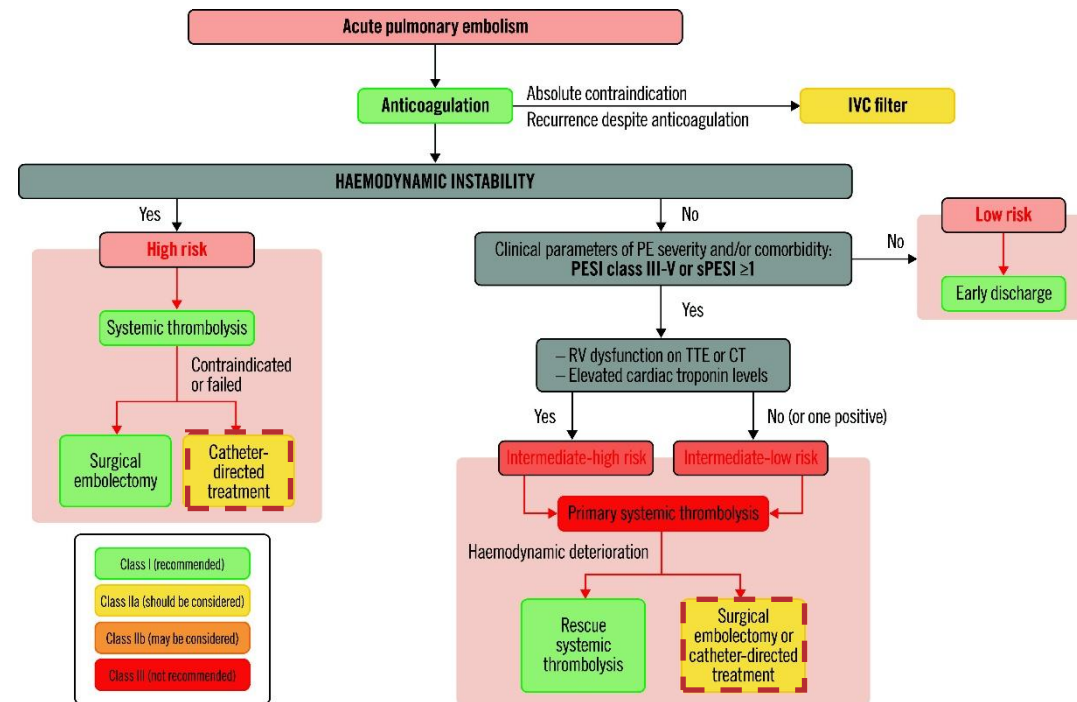 Acute pulmonary embolism
Anticoagulation
Absolute contraindication
Recurrence despite anticoagulation
IVC filter
HAEMODYNAMIC INSTABILITY
Yes
No
High risk
Systemic thrombolysis
Contraindicated
or failed
Surgical
embolectomy
Catheter-
directed
treatment
Clinical parameters of PE severity and/or comorbidity:
PESI class III-V or sPESI ≥1
No
Low risk
Early discharge
Yes
– RV dysfunction on TTE or CT
– Elevated cardiac troponin levels
Yes
No (or one positive)
Intermediate-high risk
Intermediate-low risk
Primary systemic thrombolysis
Haemodynamic deterioration
Rescue
systemic
thrombolysis
Surgical
embolectomy or
catheter-directed
treatment
Class I (recommended)
Class IIa (should be considered)
Class IIb (may be considered)
Class III (not recommended)